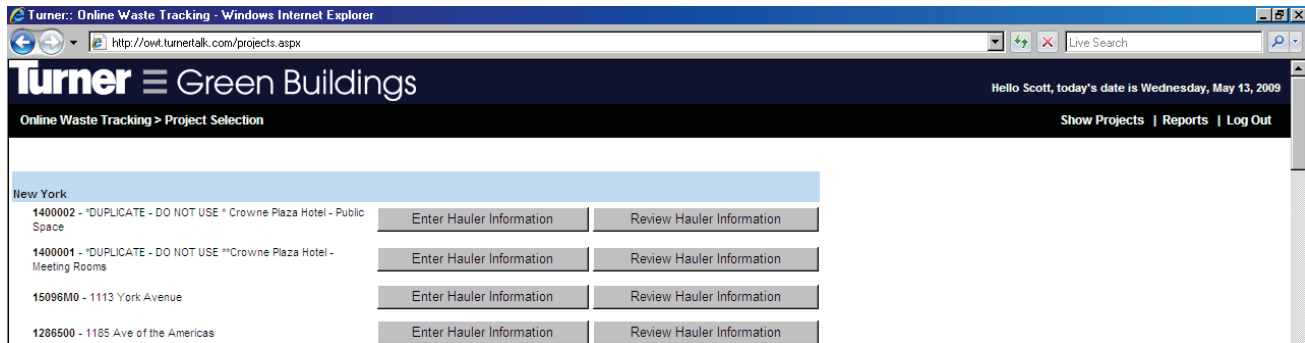 Turner:: Online Waste Tracking - Windows Internet Explorer
http://owt.turnertalk.com/projects.aspx
Live Search
Turner Green Buildings
Hello Scott, today's date is Wednesday, May 13, 2009
Online Waste Tracking > Project Selection
Show Projects | Reports | Log Out
New York
1400002 - *DUPLICATE - DO NOT USE * Crowne Plaza Hotel - Public
Space
Enter Hauler Information
Review Hauler Information
1400001 - *DUPLICATE - DO NOT USE **Crowne Plaza Hotel -
Meeting Rooms
Enter Hauler Information
Review Hauler Information
15096M0 - 1113 York Avenue
Enter Hauler Information
Review Hauler Information
1286500 - 1185 Ave of the Americas
Enter Hauler Information
Review Hauler Information